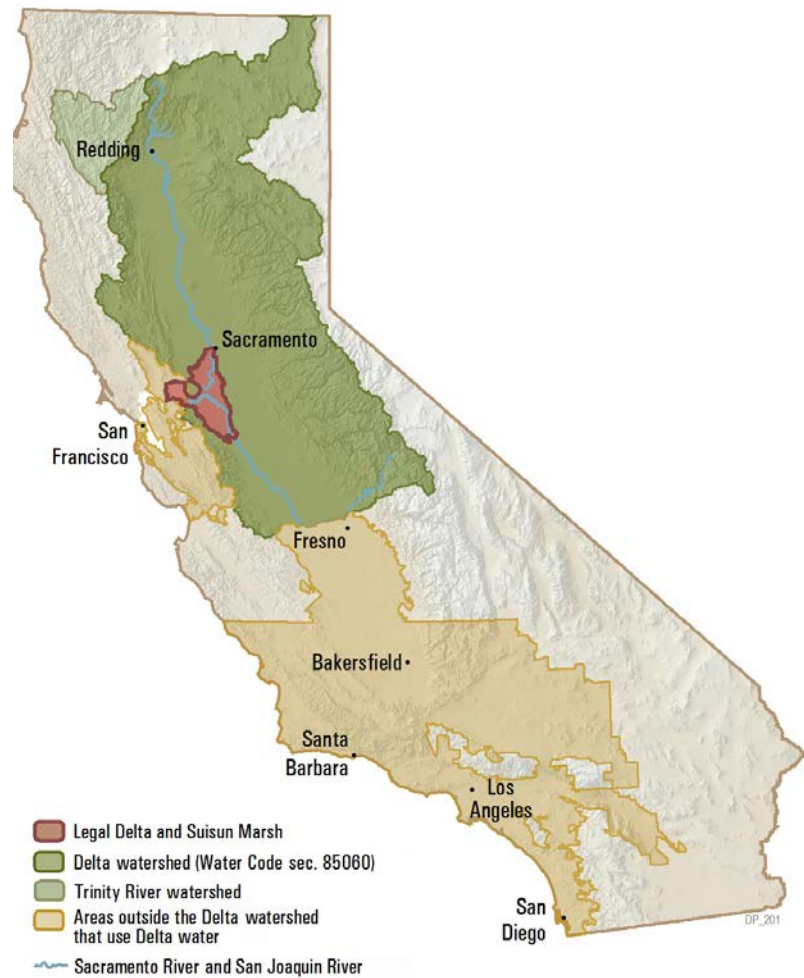 Redding
Sacramento
San
Francisco
Fresno
Bakersfield
Santa
Barbara
Los
Angeles
San
Diego
DP_201
Legal Delta and Suisun Marsh
Delta watershed (Water Code sec. 85060)
Trinity River watershed
Areas outside the Delta watershed
that use Delta water
Sacramento River and San Joaquin River